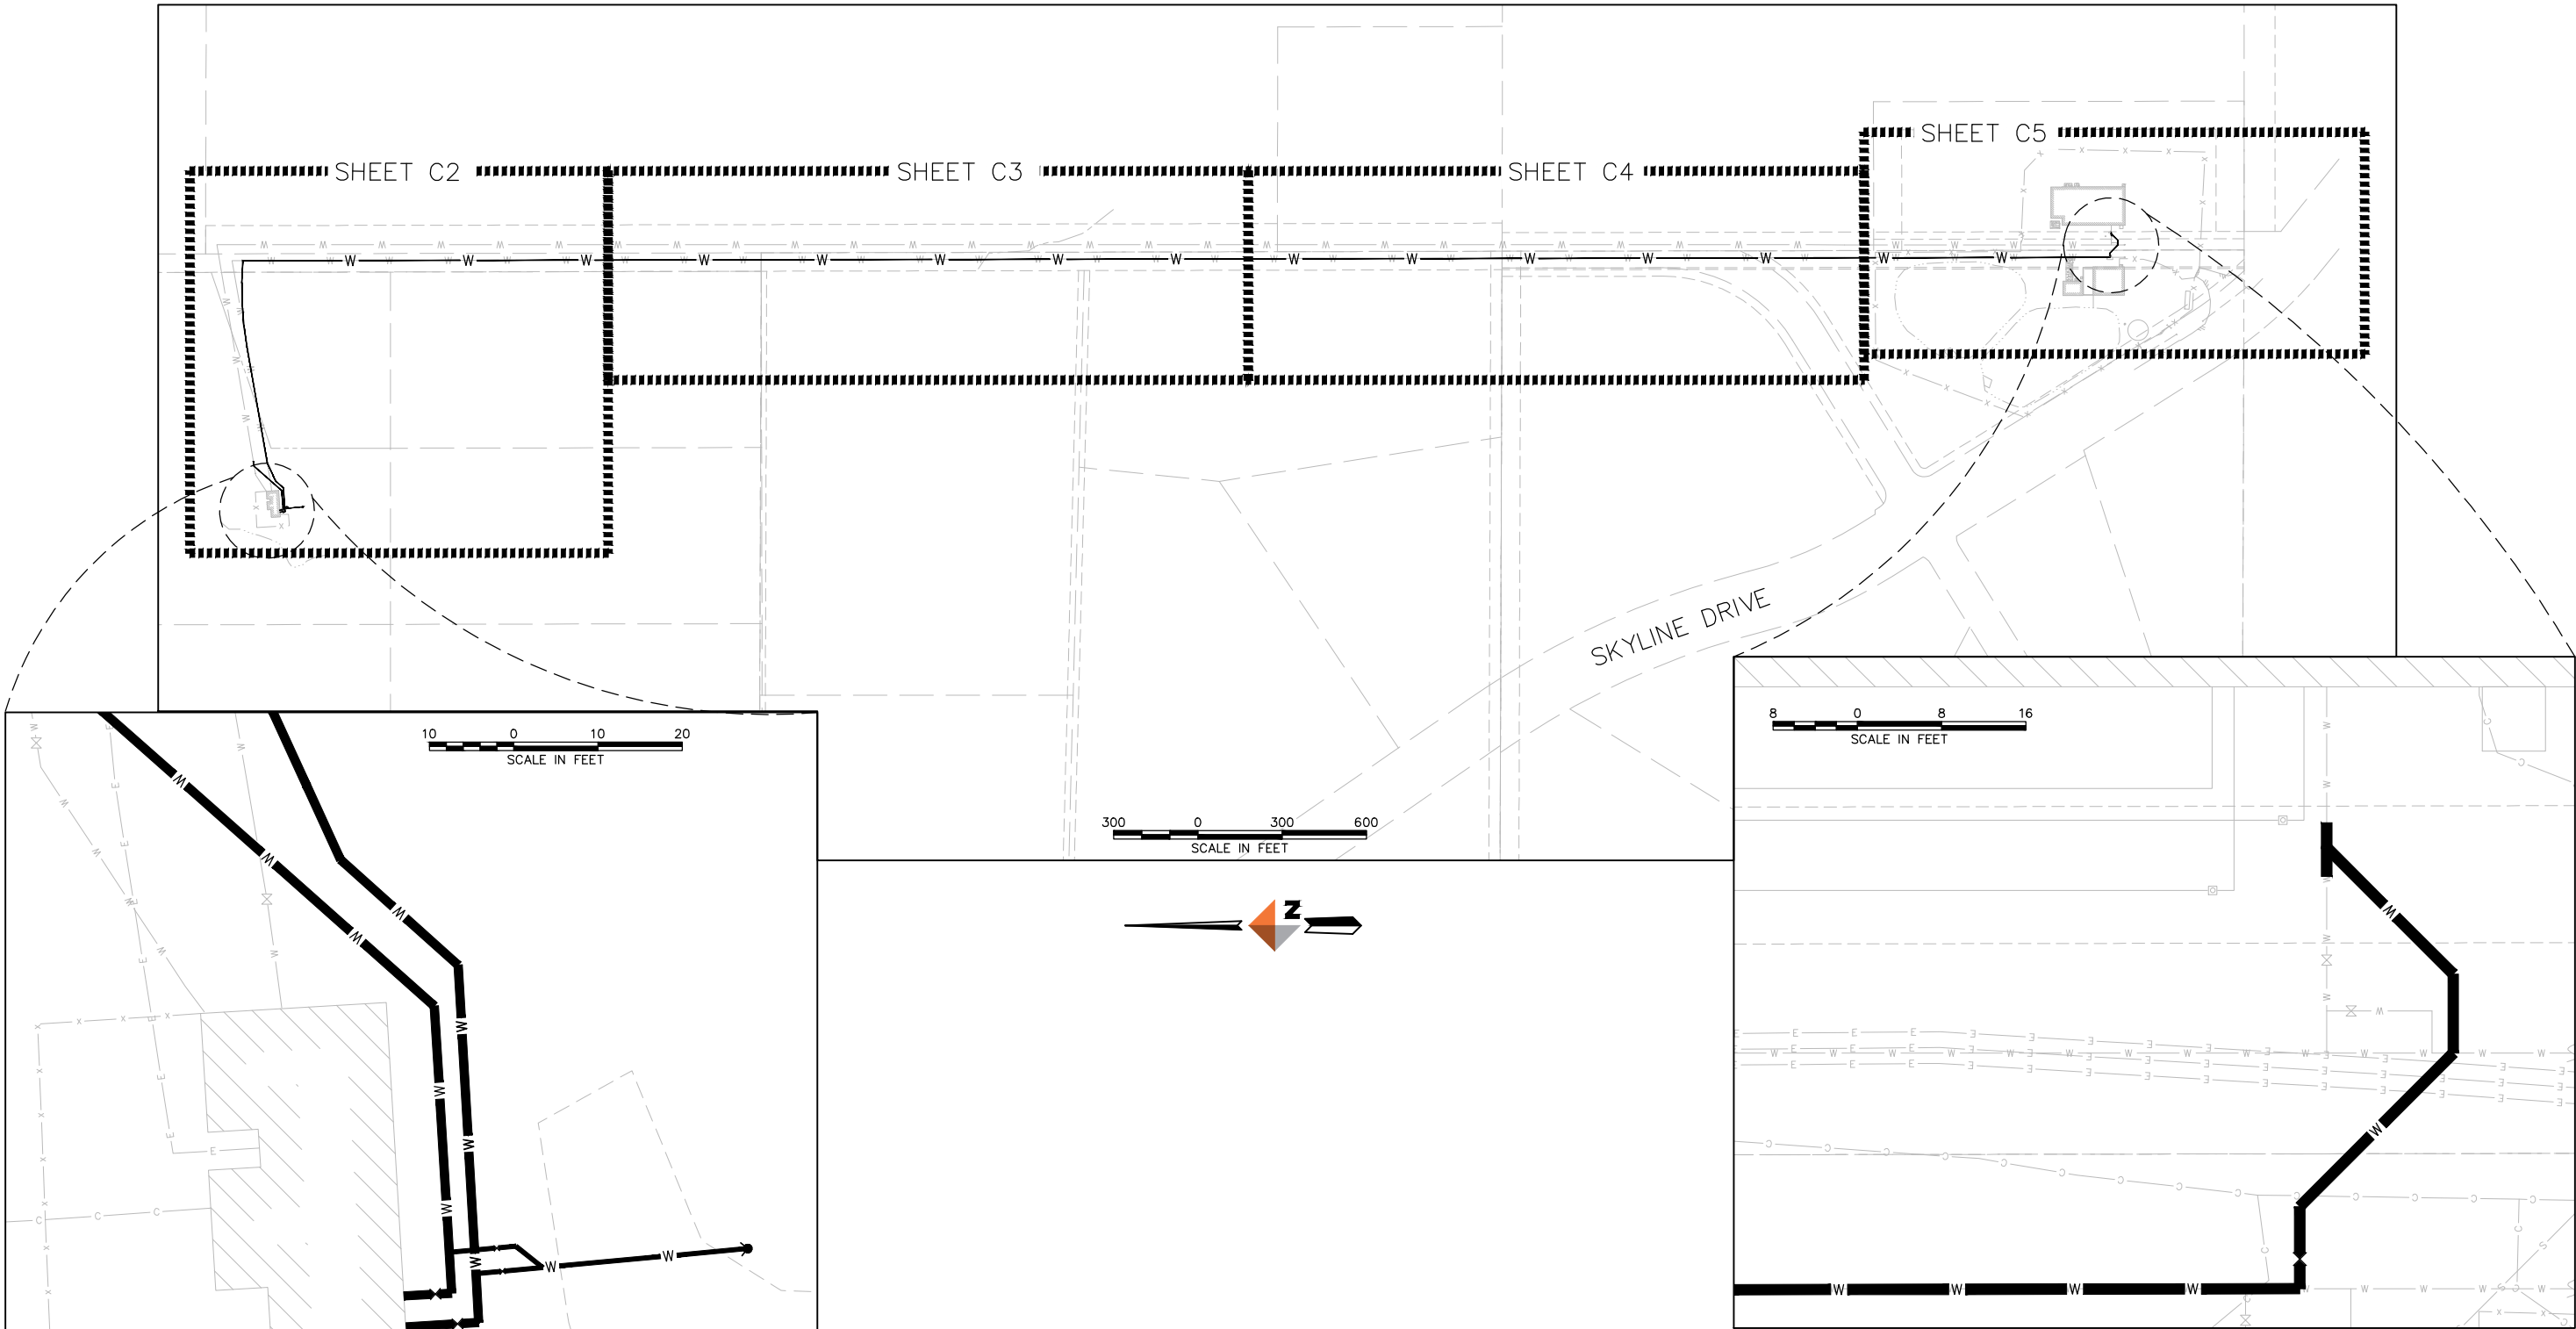 SHEET C5
SHEET C2
SHEET C3
SHEET C4
SKYLINE DRIVE
10 0 10 20
SCALE IN FEET
8 0 8 16
SCALE IN FEET
300 0 300 600
SCALE IN FEET
Z